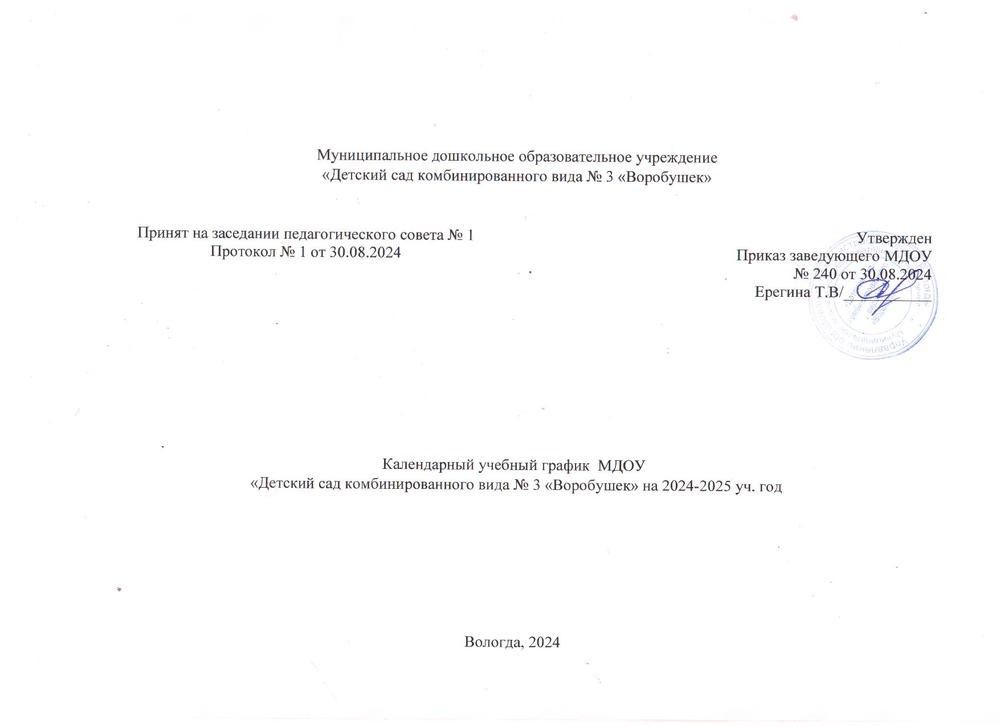 Муниципальное дошкольное образовательное учреждение
«Детский сад комбинированного вида № 3 «Воробушек»
Принят на заседании педагогического совета № 1
Протокол № 1 от 30.08.2024
Утвержден
Приказ заведующего МДОУ
№ 240 от 30.08.2024
Ерегина Т.В/___________
Календарный учебный график МДОУ
«Детский сад комбинированного вида № 3 «Воробушек» на 2024-2025 уч. год
Вологда, 2024